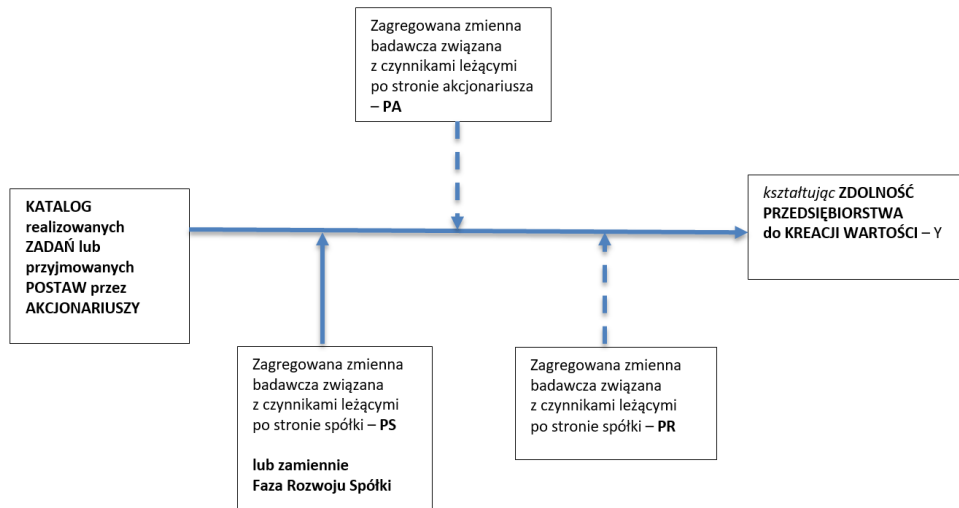 Zagregowana zmienna
badawcza związana
z czynnikami leżącymi
po stronie akcjonariusza
– PA
KATALOG
realizowanych
ZADAŃ lub
przyjmowanych
POSTAW przez
AKCJONARIUSZY
kształtując ZDOLNOŚĆ
PRZEDSIĘBIORSTWA
do KREACJI WARTOŚCI – Y
Zagregowana zmienna
badawcza związana
z czynnikami leżącymi
po stronie spółki – PS
lub zamiennie
Faza Rozwoju Spółki
Zagregowana zmienna
badawcza związana
z czynnikami leżącymi
po stronie spółki – PR